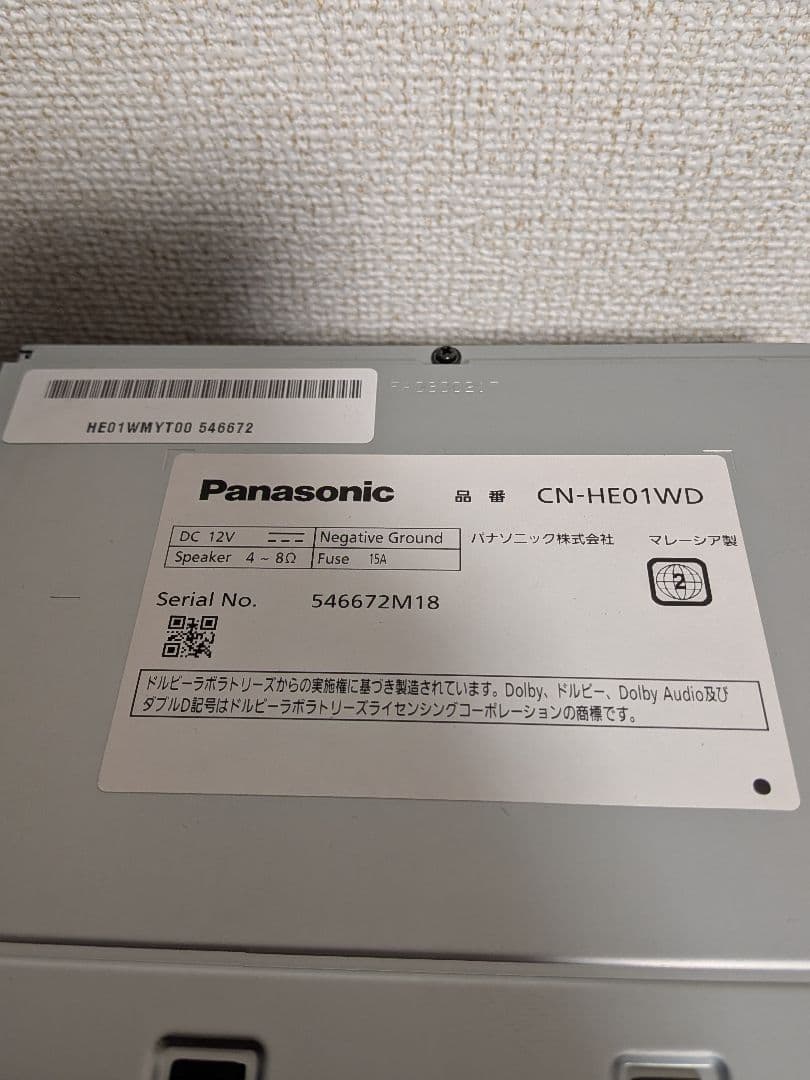 HE01WMYT00 546672
Panasonic 品番 CN-HE01WD
DC 12V Negative Ground
Speaker 4 ~ 8Ω Fuse 15A
パナソニック株式会社 マレーシア製
2
Serial No. 546672M18
ドルビーラボラトリーズからの実施権に基づき製造されています。Dolby、ドルビー、Dolby Audio及び
ダブルD記号はドルビーラボラトリーズライセンシングコーポレーションの商標です。